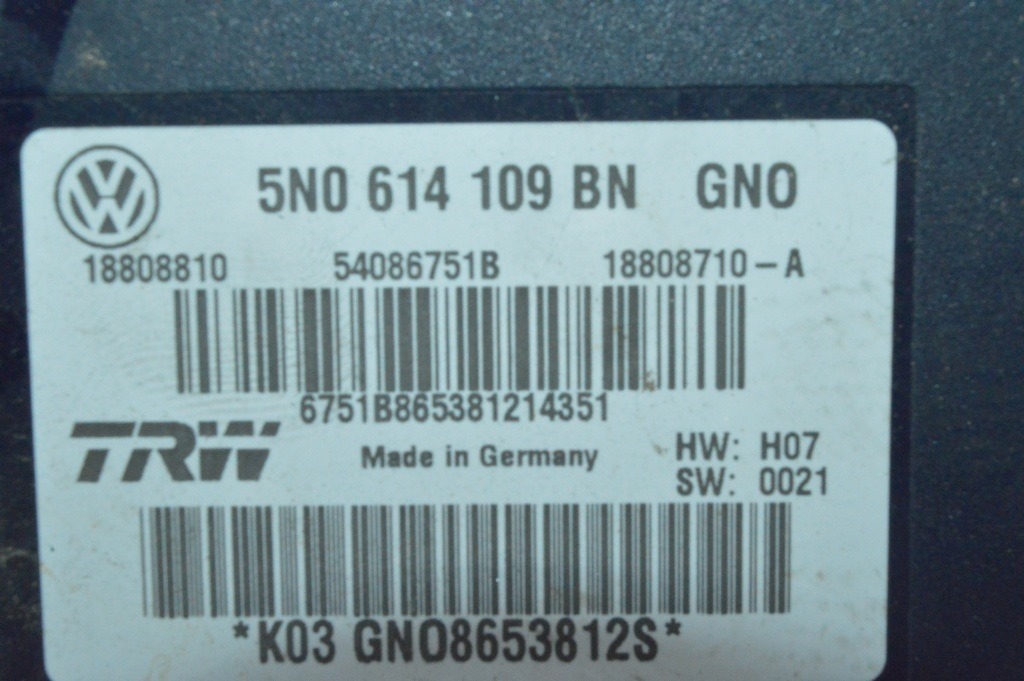 5N0 614 109 BN GNO
18808810 54086751B 18808710-A
6751B865381214351
TRW Made in Germany HW: H07
SW: 0021
*K03 GNO8653812S*